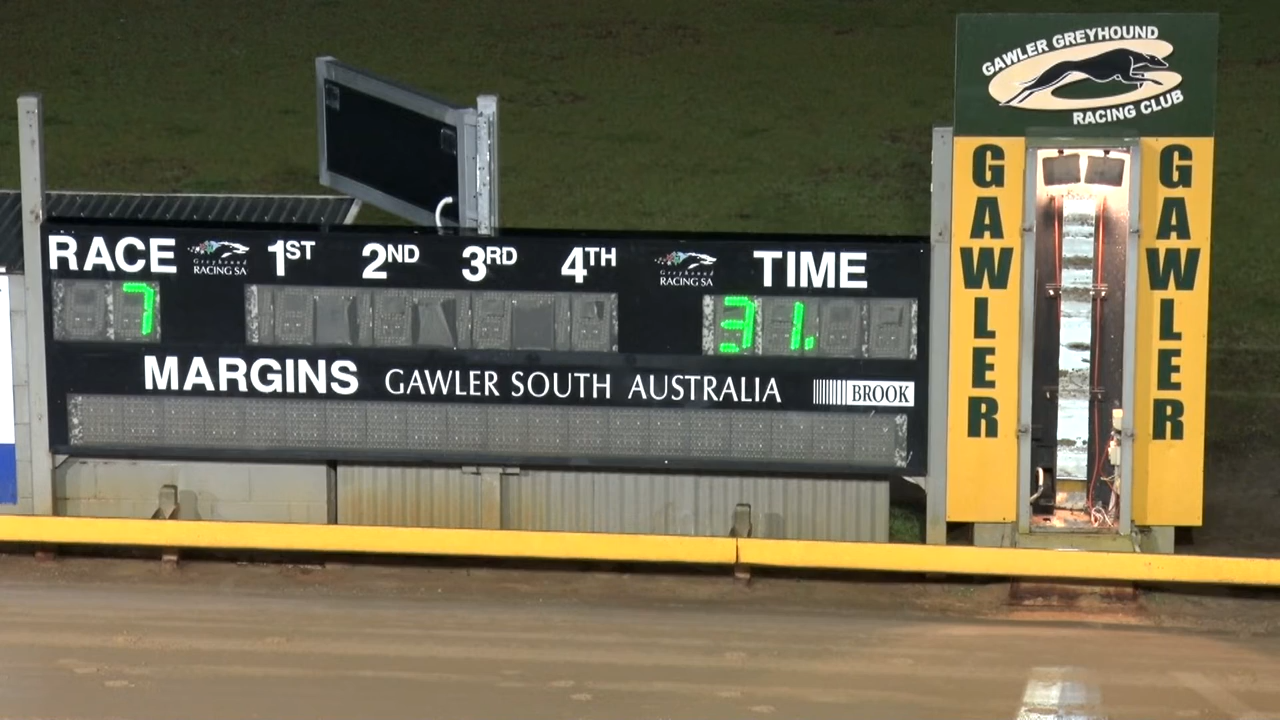 GAWLER GREYHOUND
RACING CLUB
RACE
Greyhound
RACING SA
1ST 2ND 3RD 4TH
Greyhound
RACING SA
TIME
7
31.
MARGINS GAWLER SOUTH AUSTRALIA BROOK
GAWLER
GAWLER